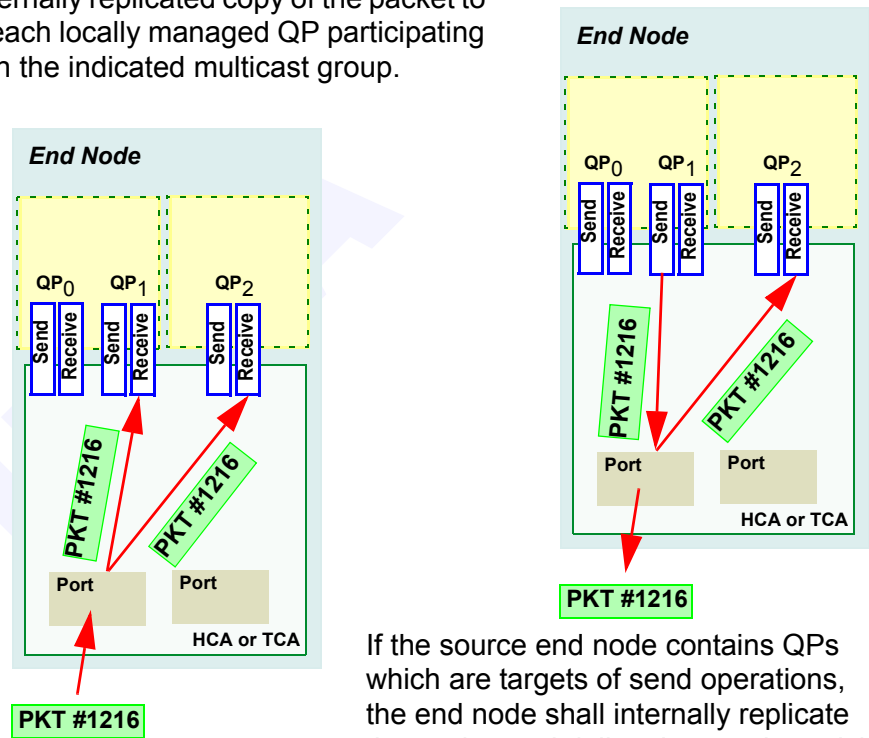 ernally replicated copy of the packet to
each locally managed QP participating
n the indicated multicast group.
End Node
QP0
QP1
QP2
Send
Receive
Send
Receive
Send
Receive
PKT #1216
PKT #1216
Port
Port
HCA or TCA
PKT #1216
End Node
QP0
QP1
QP2
Send
Receive
Send
Receive
Send
Receive
PKT #1216
PKT #1216
Port
Port
HCA or TCA
PKT #1216
If the source end node contains QPs
which are targets of send operations,
the end node shall internally replicate